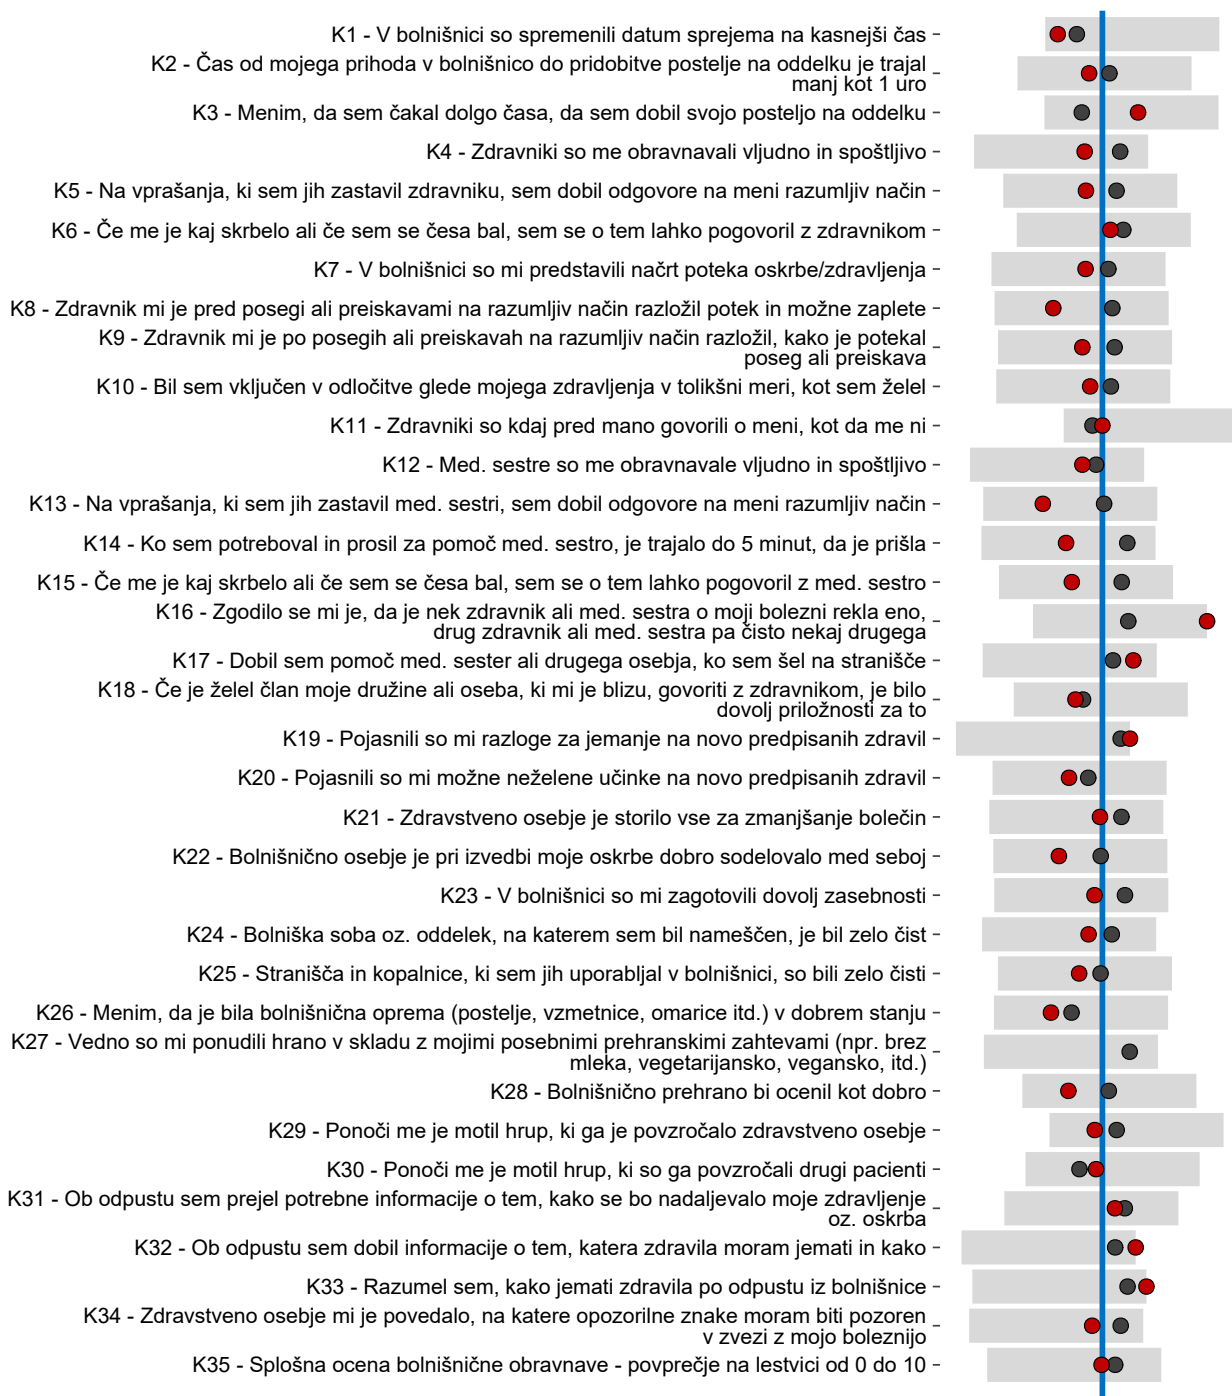 K1 - V bolnišnici so spremenili datum sprejema na kasnejši čas
K2 - Čas od mojega prihoda v bolnišnico do pridobitve postelje na oddelku je trajal
manj kot 1 uro
K3 - Menim, da sem čakal dolgo časa, da sem dobil svojo posteljo na oddelku
K4 - Zdravniki so me obravnavali vljudno in spoštljivo
K5 - Na vprašanja, ki sem jih zastavil zdravniku, sem dobil odgovore na meni razumljiv način
K6 - Če me je kaj skrbelo ali če sem se česa bal, sem se o tem lahko pogovoril z zdravnikom
K7 - V bolnišnici so mi predstavili načrt poteka oskrbe/zdravljenja
K8 - Zdravnik mi je pred posegi ali preiskavami na razumljiv način razložil potek in možne zaplete
K9 - Zdravnik mi je po posegih ali preiskavah na razumljiv način razložil, kako je potekal
poseg ali preiskava
K10 - Bil sem vključen v odločitve glede mojega zdravljenja v tolikšni meri, kot sem želel
K11 - Zdravniki so kdaj pred mano govorili o meni, kot da me ni
K12 - Med. sestre so me obravnavale vljudno in spoštljivo
K13 - Na vprašanja, ki sem jih zastavil med. sestri, sem dobil odgovore na meni razumljiv način
K14 - Ko sem potreboval in prosil za pomoč med. sestro, je trajalo do 5 minut, da je prišla
K15 - Če me je kaj skrbelo ali če sem se česa bal, sem se o tem lahko pogovoril z med. sestro
K16 - Zgodilo se mi je, da je nek zdravnik ali med. sestra o moji bolezni rekla eno,
drug zdravnik ali med. sestra pa čisto nekaj drugega
K17 - Dobil sem pomoč med. sester ali drugega osebja, ko sem šel na stranišče
K18 - Če je želel član moje družine ali oseba, ki mi je blizu, govoriti z zdravnikom, je bilo
dovolj priložnosti za to
K19 - Pojasnili so mi razloge za jemanje na novo predpisanih zdravil
K20 - Pojasnili so mi možne neželene učinke na novo predpisanih zdravil
K21 - Zdravstveno osebje je storilo vse za zmanjšanje bolečin
K22 - Bolnišnično osebje je pri izvedbi moje oskrbe dobro sodelovalo med seboj
K23 - V bolnišnici so mi zagotovili dovolj zasebnosti
K24 - Bolniška soba oz. oddelek, na katerem sem bil nameščen, je bil zelo čist
K25 - Stranišča in kopalnice, ki sem jih uporabljal v bolnišnici, so bili zelo čisti
K26 - Menim, da je bila bolnišnična oprema (postelje, vzmetnice, omarice itd.) v dobrem stanju
K27 - Vedno so mi ponudili hrano v skladu z mojimi posebnimi prehranskimi zahtevami (npr. brez
mleka, vegetarijansko, vegansko, itd.)
K28 - Bolnišnično prehrano bi ocenil kot dobro
K29 - Ponoči me je motil hrup, ki ga je povzročalo zdravstveno osebje
K30 - Ponoči me je motil hrup, ki so ga povzročali drugi pacienti
K31 - Ob odpustu sem prejel potrebne informacije o tem, kako se bo nadaljevalo moje zdravljenje
oz. oskrba
K32 - Ob odpustu sem dobil informacije o tem, katera zdravila moram jemati in kako
K33 - Razumel sem, kako jemati zdravila po odpustu iz bolnišnice
K34 - Zdravstveno osebje mi je povedalo, na katere opozorilne znake moram biti pozoren
v zvezi z mojo boleznijo
K35 - Splošna ocena bolnišnične obravnave - povprečje na lestvici od 0 do 10